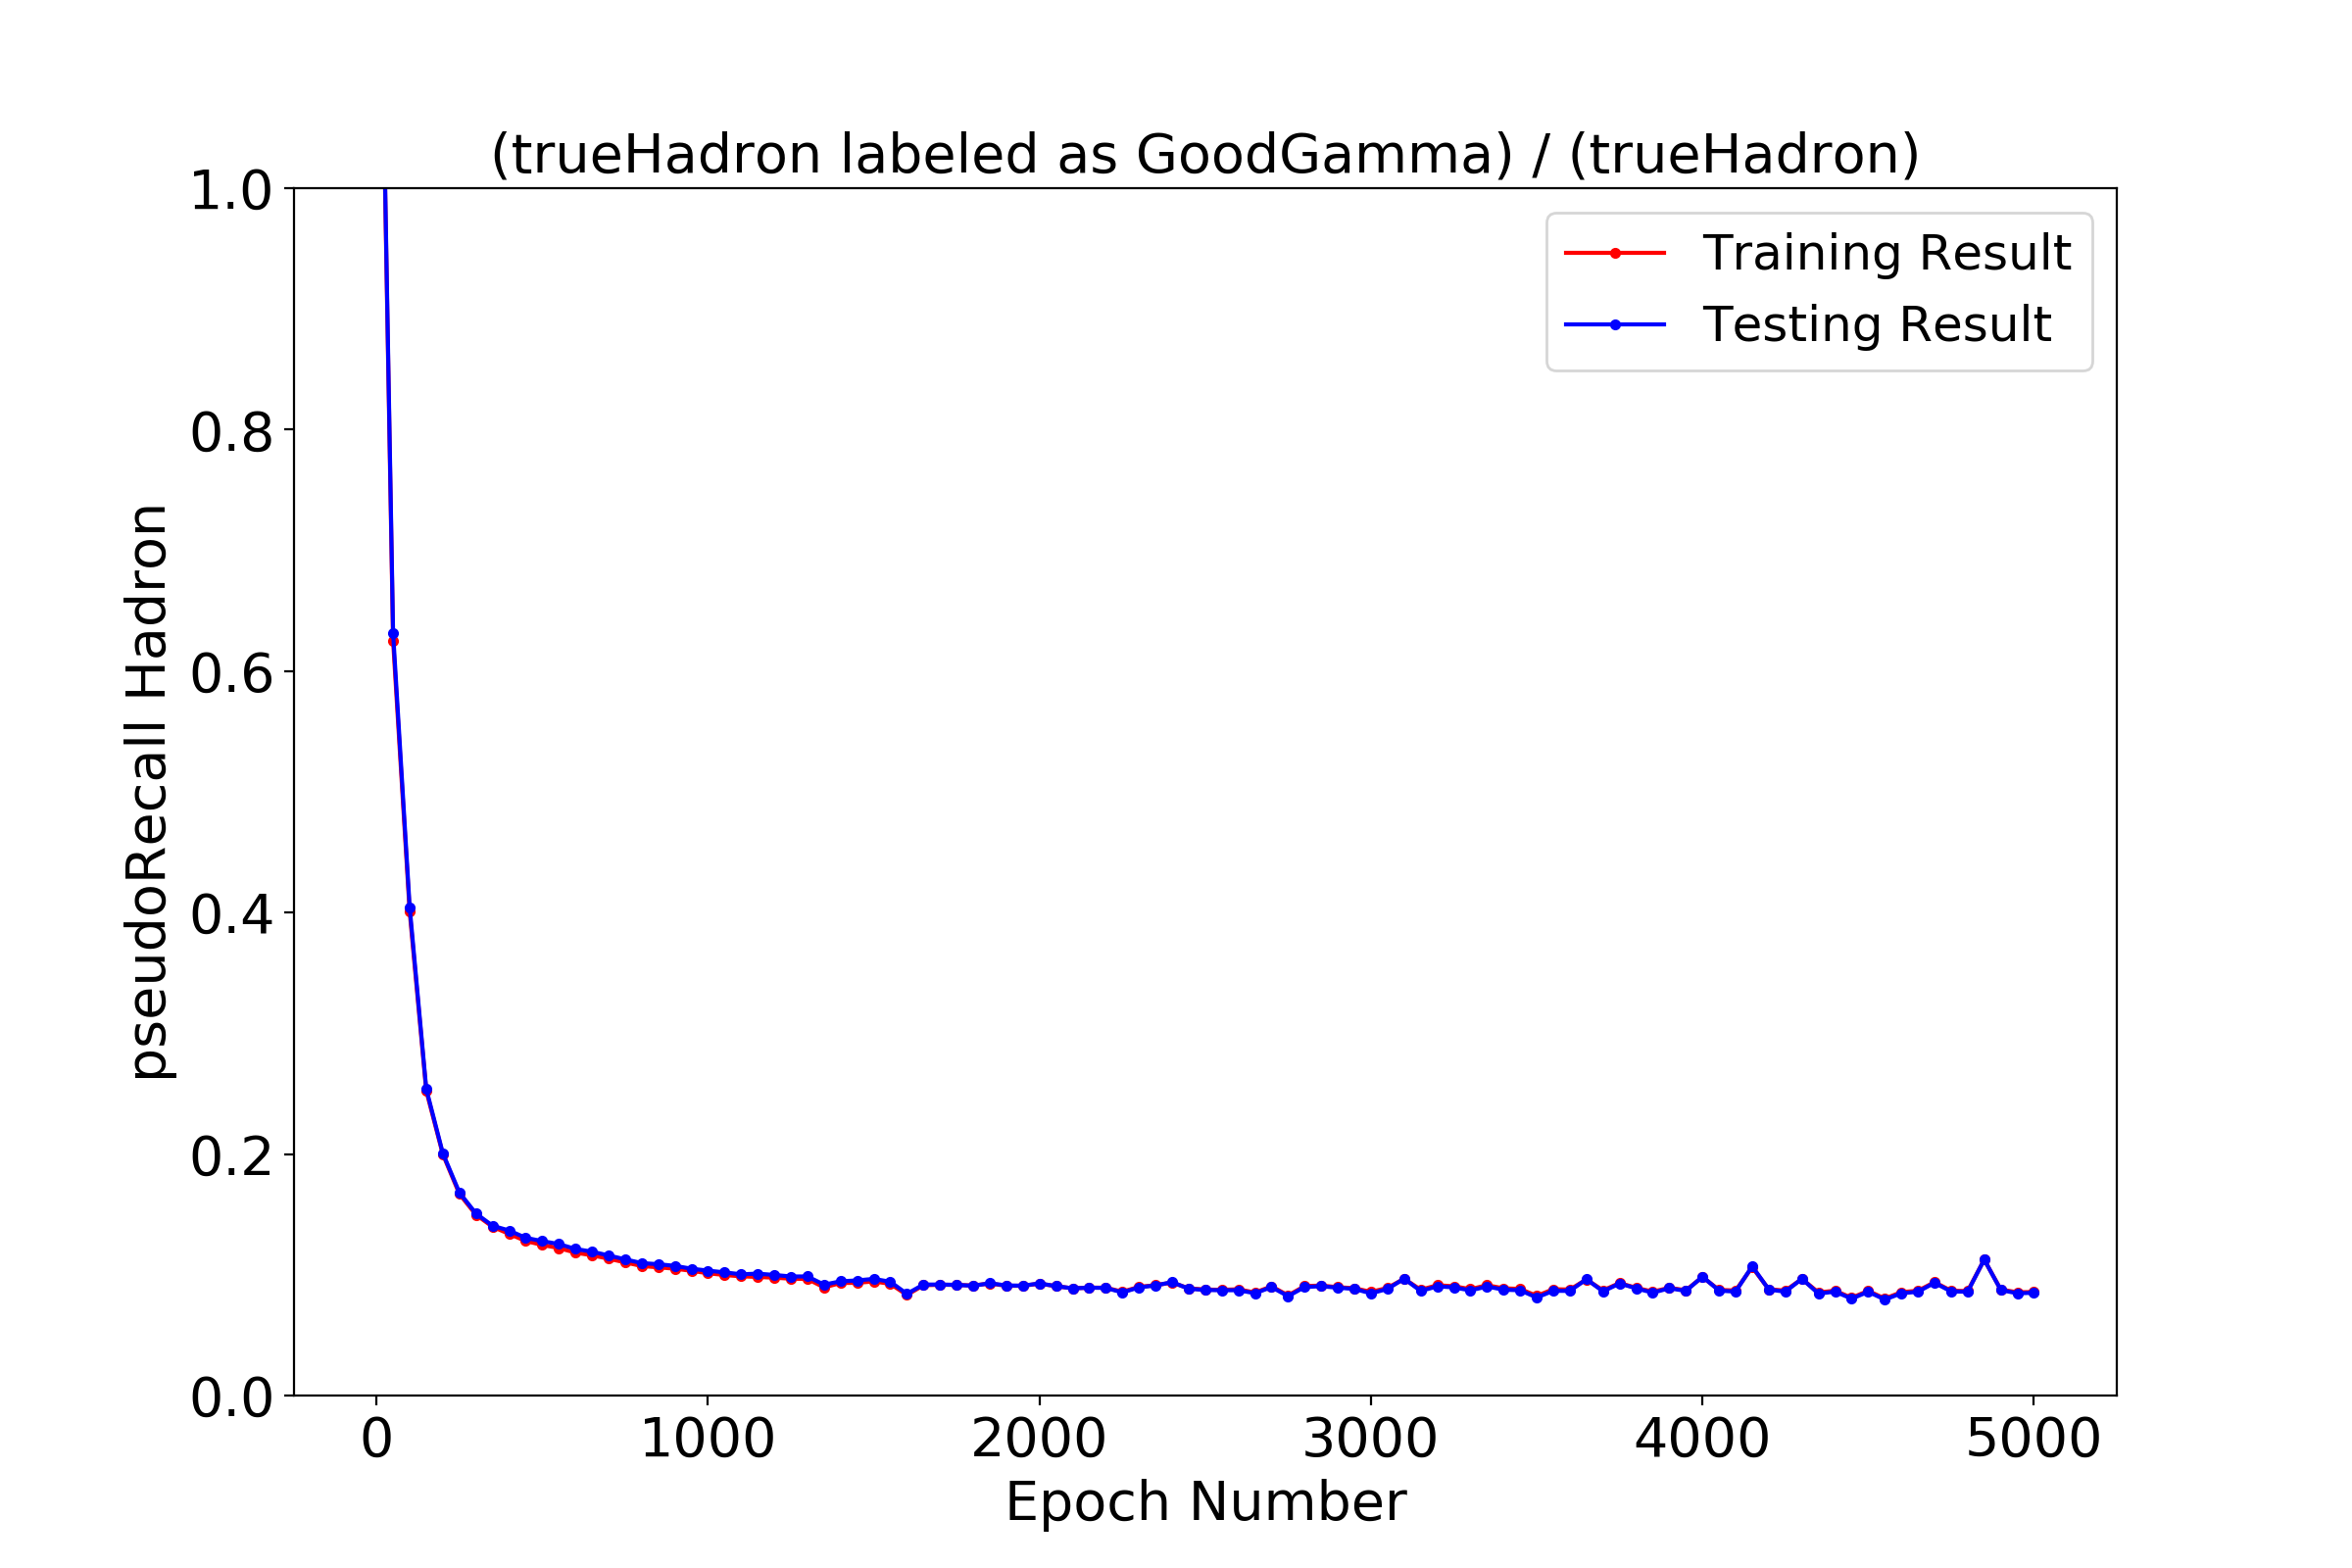 (trueHadron labeled as GoodGamma) / (trueHadron)
1.0
0.8
0.6
0.4
0.2
0.0
pseudoRecall Hadron
Training Result
Testing Result
0 1000 2000 3000 4000 5000
Epoch Number